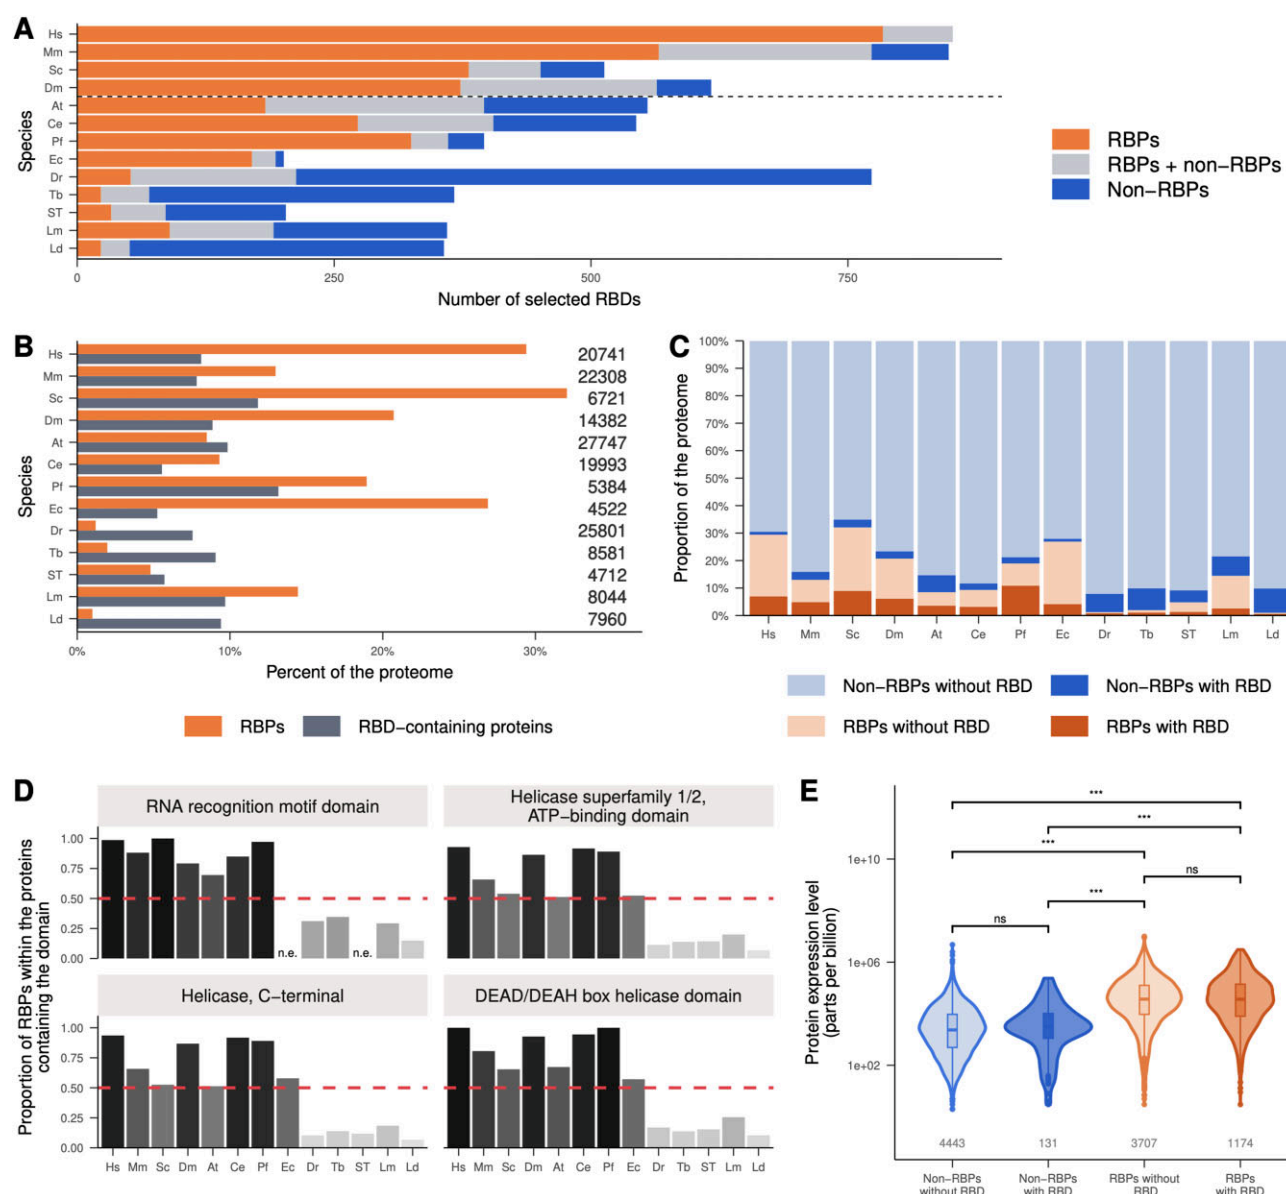 A
Species
Hs
Mm
Sc
Dm
At
Ce
Pf
Ec
Dr
Tb
ST
Lm
Ld
0 250 500 750
Number of selected RBDs
RBPs
RBPs + non−RBPs
Non−RBPs
B
Species
Hs 20741
Mm 22308
Sc 6721
Dm 14382
At 27747
Ce 19993
Pf 5384
Ec 4522
Dr 25801
Tb 8581
ST 4712
Lm 8044
Ld 7960
0% 10% 20% 30%
Percent of the proteome
RBPs RBD−containing proteins
C
Proportion of the proteome
100%
90%
80%
70%
60%
50%
40%
30%
20%
10%
0%
Hs Mm Sc Dm At Ce Pf Ec Dr Tb ST Lm Ld
Non−RBPs without RBD Non−RBPs with RBD
RBPs without RBD RBPs with RBD
D
Proportion of RBPs within the proteins
containing the domain
RNA recognition motif domain
1.00
0.75
0.50
0.25
0.00
n.e. n.e.
Helicase superfamily 1/2,
ATP−binding domain
Helicase, C−terminal
1.00
0.75
0.50
0.25
0.00
Hs Mm Sc Dm At Ce Pf Ec Dr Tb ST Lm Ld
DEAD/DEAH box helicase domain
Hs Mm Sc Dm At Ce Pf Ec Dr Tb ST Lm Ld
E
Protein expression level
(parts per billion)
1e+10
1e+06
1e+02
***
***
***
ns
***
ns
4443 131 3707 1174
Non−RBPs Non−RBPs RBPs without RBPs
without RBD with RBD RBD with RBD